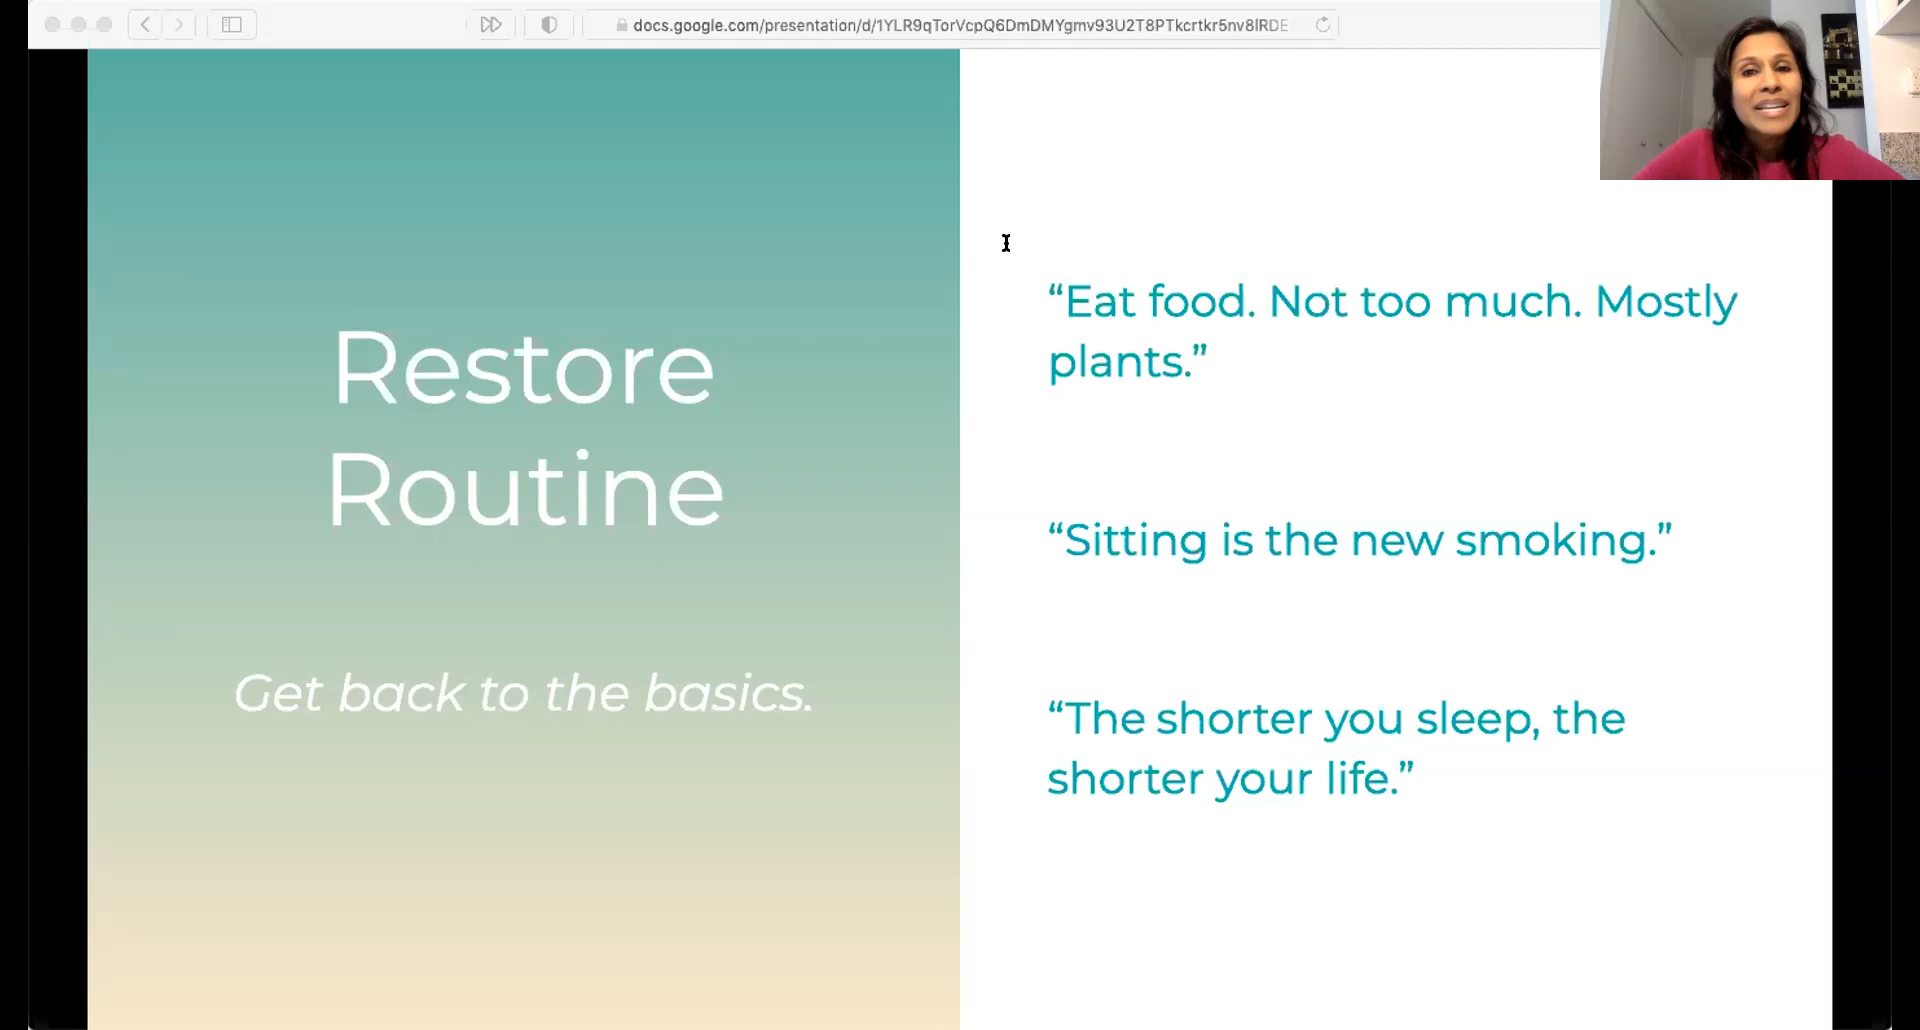 docs.google.com/presentation/d/1YLR9qTorVcpQ6DmDMYgmv93U2T8PTkcrtkr5nv8lRDE
Restore
Routine
Get back to the basics.
“Eat food. Not too much. Mostly
plants.”
“Sitting is the new smoking.”
“The shorter you sleep, the
shorter your life.”